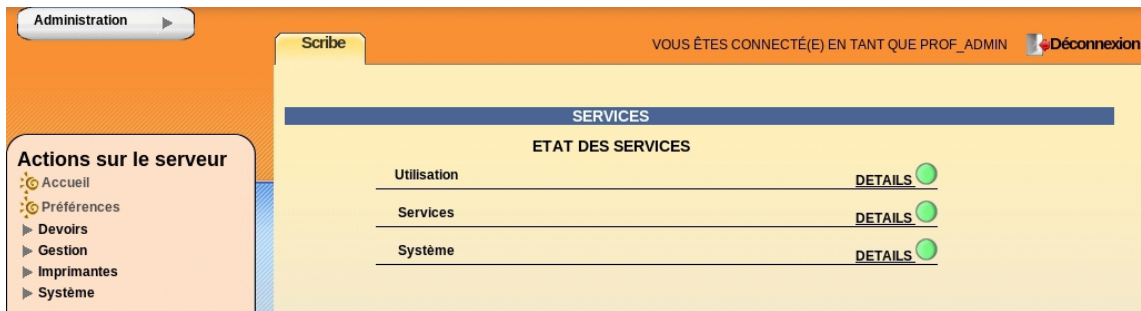 Administration
Scribe
VOUS ÊTES CONNECTÉ(E) EN TANT QUE PROF_ADMIN
Déconnexion
SERVICES
ETAT DES SERVICES
Utilisation DETAILS
Services DETAILS
Système DETAILS
Actions sur le serveur
Accueil
Préférences
Devoirs
Gestion
Imprimantes
Système